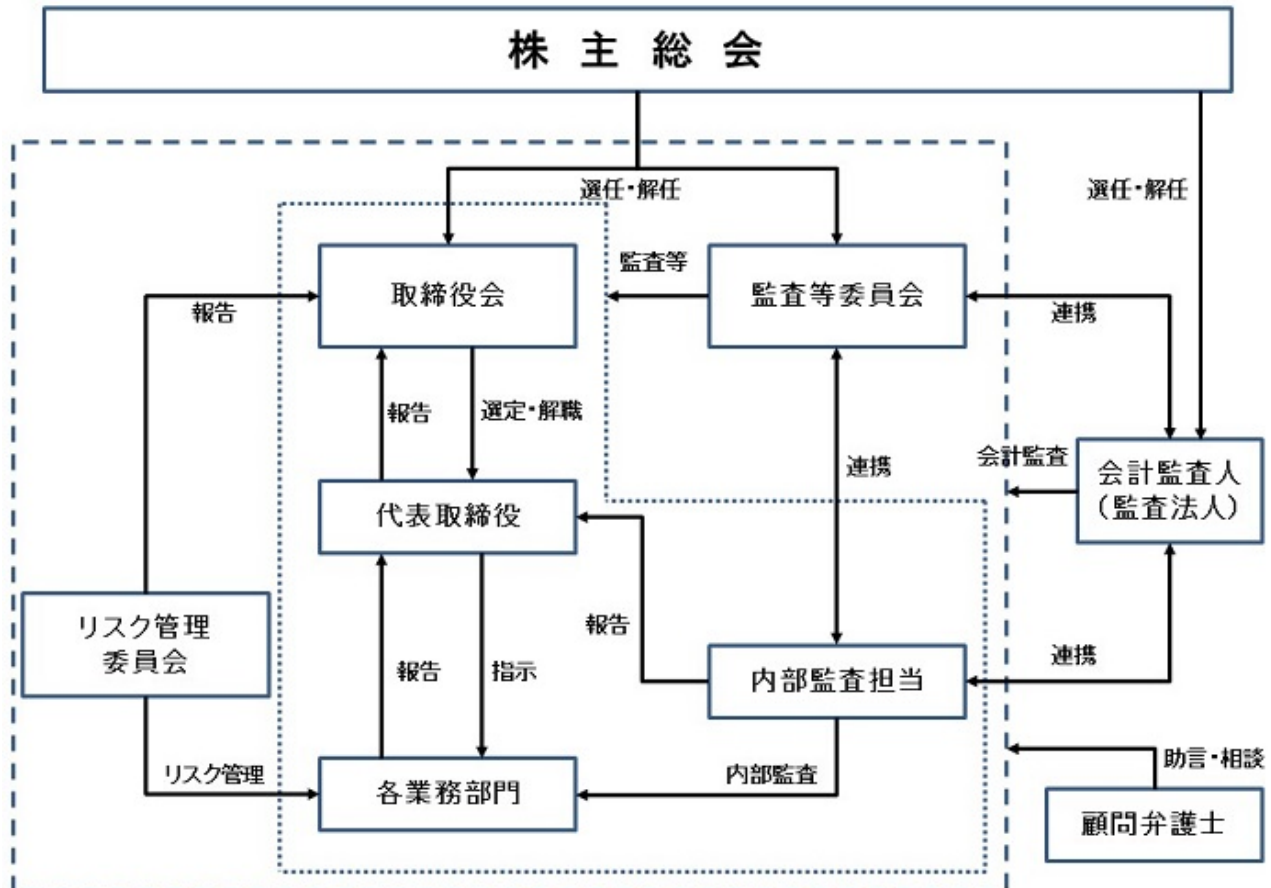 株主総会
選任・解任
選任・解任
取締役会
監査等
監査等委員会
報告
連携
報告
選定・解職
連携
会計監査
会計監査人
（監査法人）
代表取締役
リスク管理
委員会
報告
指示
報告
内部監査担当
連携
リスク管理
各業務部門
内部監査
助言・相談
顧問弁護士